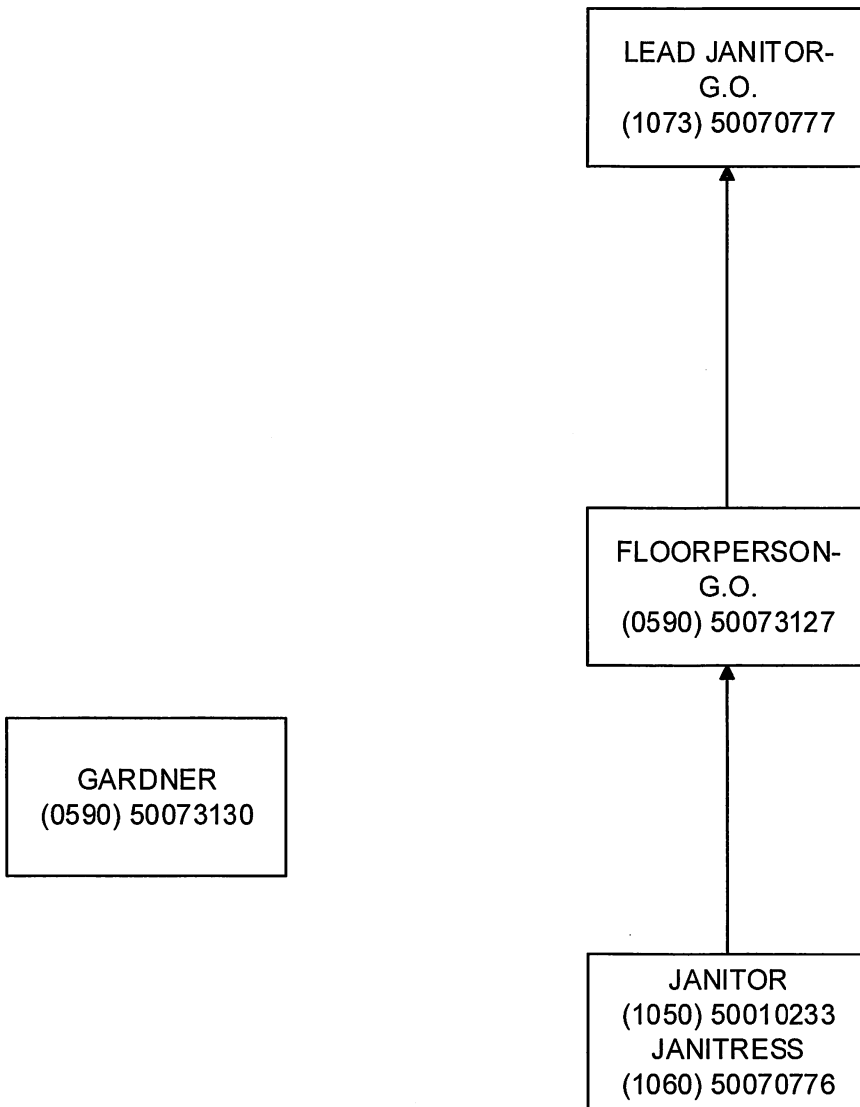 LEAD JANITOR-
G.O.
(1073) 50070777
FLOORPERSON-
G.O.
(0590) 50073127
GARDNER
(0590) 50073130
JANITOR
(1050) 50010233
JANITRESS
(1060) 50070776